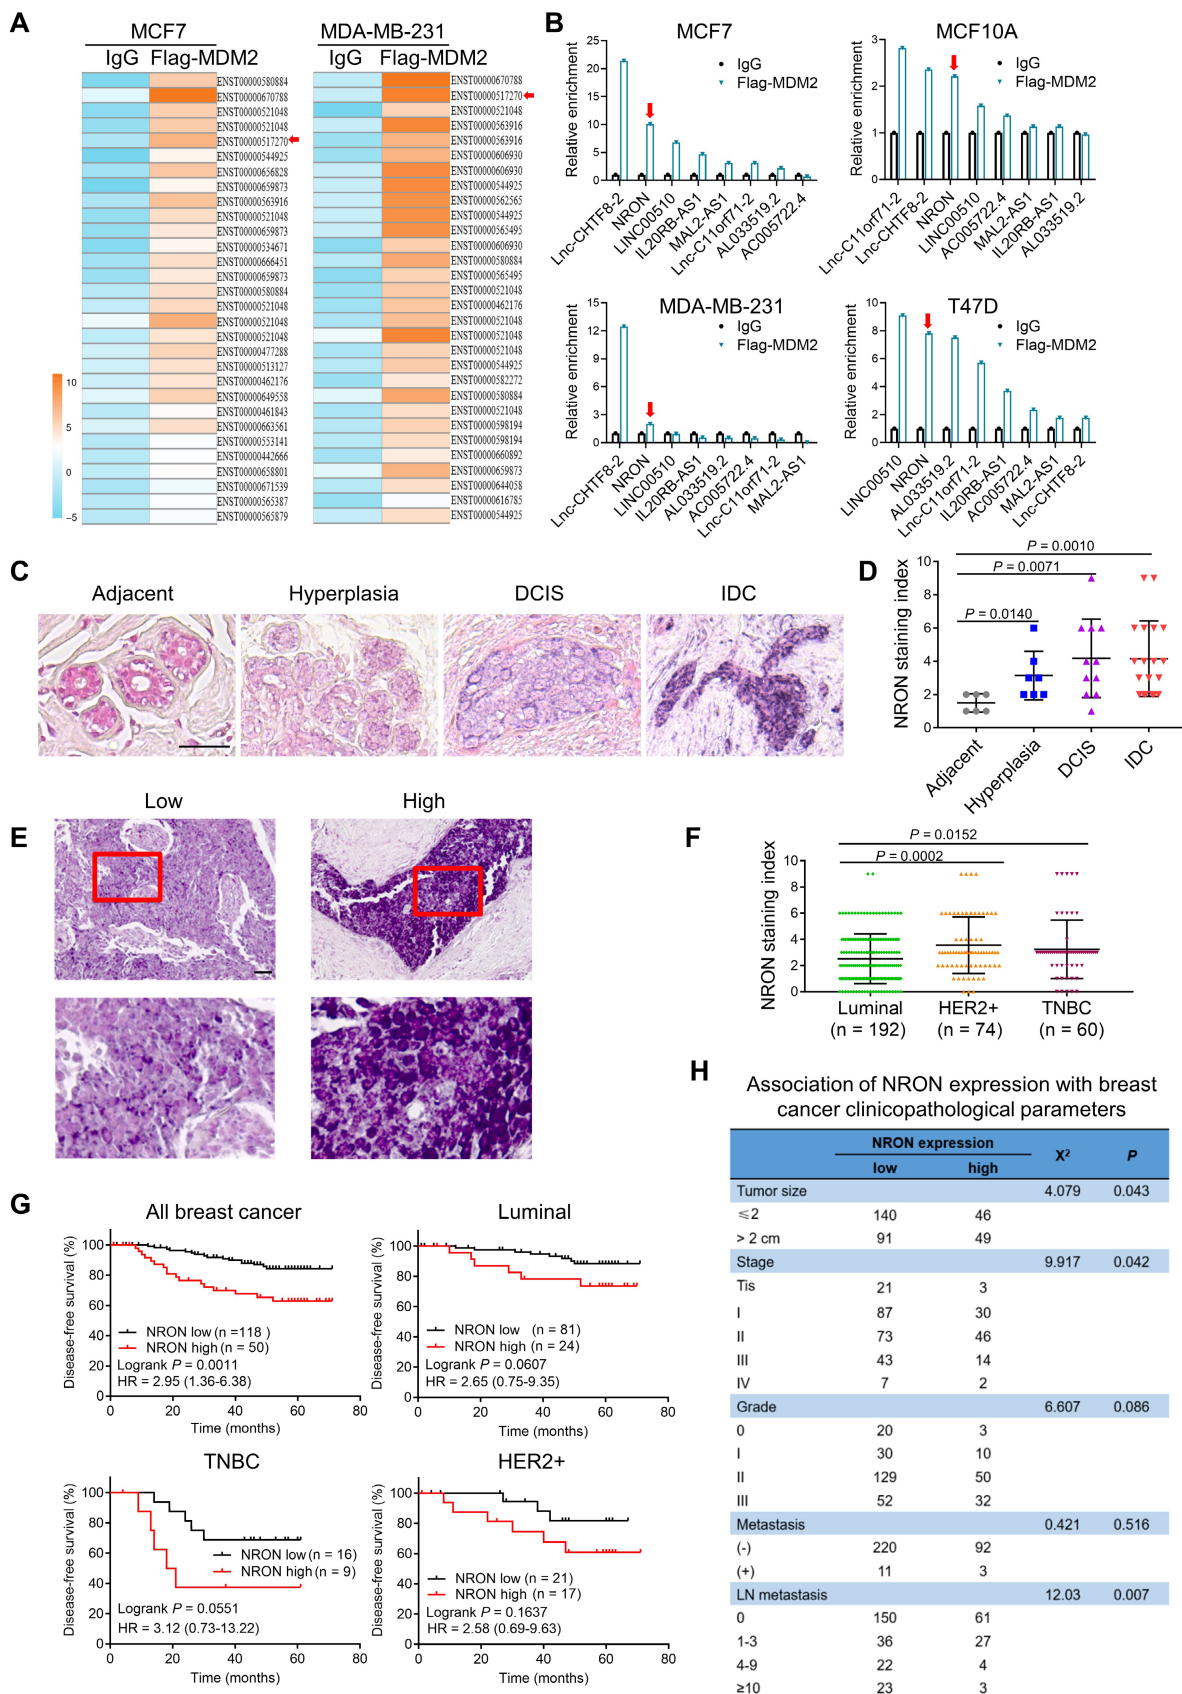 A
MCF7
IgG Flag-MDM2
ENST00000580884
ENST00000670788
ENST00000521048
ENST00000521048
ENST00000517270
ENST00000544925
ENST00000656828
ENST00000659873
ENST00000563916
ENST00000521048
ENST00000659873
ENST00000534671
ENST00000666451
ENST00000659873
ENST00000580884
ENST00000521048
ENST00000521048
ENST00000521048
ENST00000477288
ENST00000513127
ENST00000462176
ENST00000649558
ENST00000461843
ENST00000663561
ENST00000553141
ENST00000442666
ENST00000658801
ENST00000671539
ENST00000565387
ENST00000565879
10
5
0
−5
MDA-MB-231
IgG Flag-MDM2
ENST00000670788
ENST00000517270
ENST00000521048
ENST00000563916
ENST00000563916
ENST00000606930
ENST00000606930
ENST00000544925
ENST00000562565
ENST00000544925
ENST00000565495
ENST00000606930
ENST00000580884
ENST00000565495
ENST00000521048
ENST00000462176
ENST00000521048
ENST00000521048
ENST00000521048
ENST00000544925
ENST00000582272
ENST00000580884
ENST00000521048
ENST00000598194
ENST00000598194
ENST00000660892
ENST00000659873
ENST00000644058
ENST00000616785
ENST00000544925
B
MCF7
Relative enrichment
25
20
15
10
5
0
IgG
Flag-MDM2
Lnc-CHTF8-2
NRON
LINC00510
IL20RB-AS1
MAL2-AS1
Lnc-C11orf71-2
AL033519.2
AC005722.4
MCF10A
Relative enrichment
3
2
1
0
IgG
Flag-MDM2
Lnc-C11orf71-2
Lnc-CHTF8-2
NRON
LINC00510
AC005722.4
MAL2-AS1
IL20RB-AS1
AL033519.2
MDA-MB-231
Relative enrichment
15
12
9
6
3
0
IgG
Flag-MDM2
Lnc-CHTF8-2
NRON
LINC00510
IL20RB-AS1
AL033519.2
AC005722.4
Lnc-C11orf71-2
MAL2-AS1
T47D
Relative enrichment
10
8
6
4
2
0
IgG
Flag-MDM2
LINC00510
NRON
AL033519.2
Lnc-C11orf71-2
IL20RB-AS1
AC005722.4
MAL2-AS1
Lnc-CHTF8-2
C
Adjacent
Hyperplasia
DCIS
IDC
D
NRON staining index
10
8
6
4
2
0
P = 0.0010
P = 0.0071
P = 0.0140
Adjacent
Hyperplasia
DCIS
IDC
E
Low
High
F
NRON staining index
10
8
6
4
2
0
P = 0.0152
P = 0.0002
Luminal HER2+ TNBC
(n = 192) (n = 74) (n = 60)
G
All breast cancer
Disease-free survival (%)
100
80
60
40
20
0
NRON low (n =118 )
NRON high (n = 50)
Logrank P = 0.0011
HR = 2.95 (1.36-6.38)
0 20 40 60 80
Time (months)
Luminal
Disease-free survival (%)
100
80
60
40
20
0
NRON low (n = 81)
NRON high (n = 24)
Logrank P = 0.0607
HR = 2.65 (0.75-9.35)
0 20 40 60 80
Time (months)
TNBC
Disease-free survival (%)
100
80
60
40
20
0
NRON low (n = 16)
NRON high (n = 9)
Logrank P = 0.0551
HR = 3.12 (0.73-13.22)
0 20 40 60 80
Time (months)
HER2+
Disease-free survival (%)
100
80
60
40
20
0
NRON low (n = 21)
NRON high (n = 17)
Logrank P = 0.1637
HR = 2.58 (0.69-9.63)
0 20 40 60 80
Time (months)
H
Association of NRON expression with breast
cancer clinicopathological parameters
NRON expression X² P
low high
Tumor size 4.079 0.043
≤2 140 46
> 2 cm 91 49
Stage 9.917 0.042
Tis 21 3
I 87 30
II 73 46
III 43 14
IV 7 2
Grade 6.607 0.086
0 20 3
I 30 10
II 129 50
III 52 32
Metastasis 0.421 0.516
(-) 220 92
(+) 11 3
LN metastasis 12.03 0.007
0 150 61
1-3 36 27
4-9 22 4
≥10 23 3